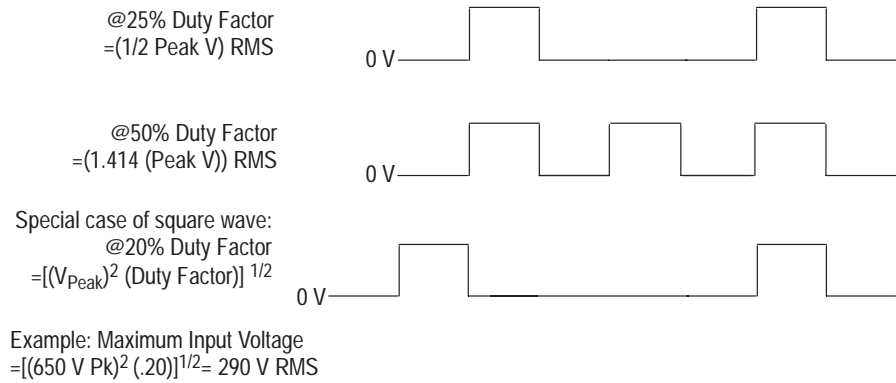 @25% Duty Factor
=(1/2 Peak V) RMS
0 V
@50% Duty Factor
=(1.414 (Peak V)) RMS
0 V
Special case of square wave:
@20% Duty Factor
=[(V_Peak)² (Duty Factor)] ^1/2
0 V
Example: Maximum Input Voltage
=[(650 V Pk)² (.20)]^1/2= 290 V RMS